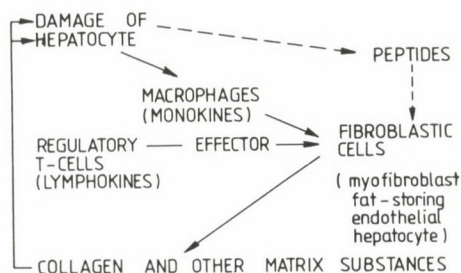 DAMAGE OF
HEPATOCYTE
PEPTIDES
MACROPHAGES
(MONOKINES)
REGULATORY
T-CELLS
(LYMPHOKINES)
EFFECTOR
FIBROBLASTIC
CELLS
(myofibroblast
fat-storing
endothelial
hepatocyte)
COLLAGEN AND OTHER MATRIX SUBSTANCES